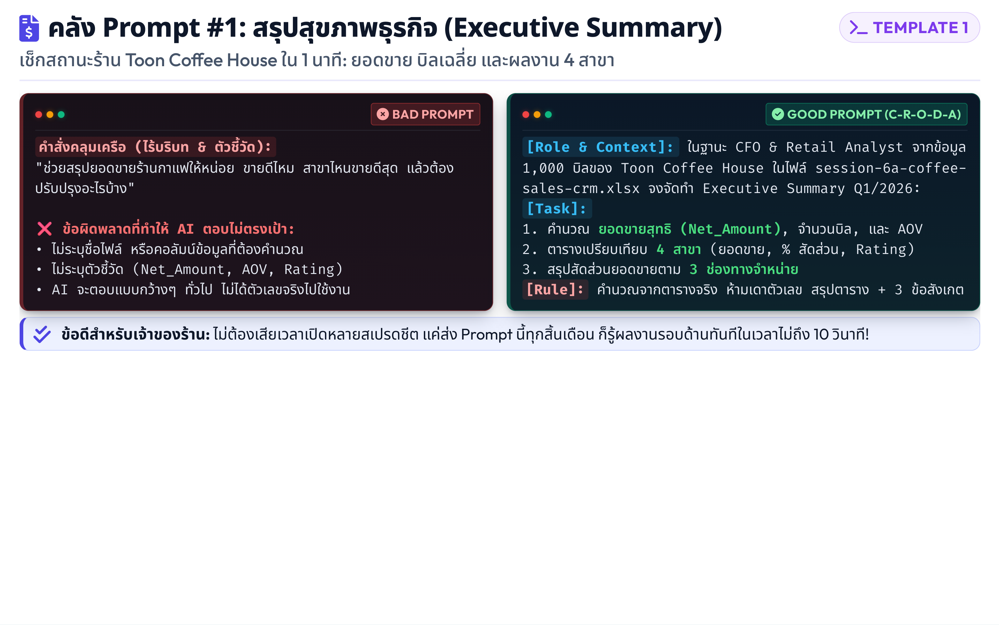 คลัง Prompt #1: สรุปสุขภาพธุรกิจ (Executive Summary)
TEMPLATE 1
เช็กสถานะร้าน Toon Coffee House ใน 1 นาที: ยอดขาย บิลเฉลี่ย และผลงาน 4 สาขา
BAD PROMPT
คำสั่งคลุมเครือ (ไร้บริบท & ตัวชี้วัด):
"ช่วยสรุปยอดขายร้านกาแฟให้หน่อย ขายดีไหม สาขาไหนขายดีสุด แล้วต้อง
ปรับปรุงอะไรบ้าง"
❌ ข้อผิดพลาดที่ทำให้ AI ตอบไม่ตรงเป้า:
• ไม่ระบุชื่อไฟล์ หรือคอลัมน์ข้อมูลที่ต้องคำนวณ
• ไม่ระบุตัวชี้วัด (Net_Amount, AOV, Rating)
• AI จะตอบแบบกว้างๆ ทั่วไป ไม่ได้ตัวเลขจริงไปใช้งาน
GOOD PROMPT (C-R-O-D-A)
[Role & Context]: ในฐานะ CFO & Retail Analyst จากข้อมูล
1,000 บิลของ Toon Coffee House ในไฟล์ session-6a-coffee-
sales-crm.xlsx จงจัดทำ Executive Summary Q1/2026:
[Task]:
1. คำนวณ ยอดขายสุทธิ (Net_Amount), จำนวนบิล, และ AOV
2. ตารางเปรียบเทียบ 4 สาขา (ยอดขาย, % สัดส่วน, Rating)
3. สรุปสัดส่วนยอดขายตาม 3 ช่องทางจำหน่าย
[Rule]: คำนวณจากตารางจริง ห้ามเดาตัวเลข สรุปตาราง + 3 ข้อสังเกต
ข้อดีสำหรับเจ้าของร้าน: ไม่ต้องเสียเวลาเปิดหลายสเปรดชีต แค่ส่ง Prompt นี้ทุกสิ้นเดือน ก็รู้ผลงานรอบด้านทันทีในเวลาไม่ถึง 10 วินาที!